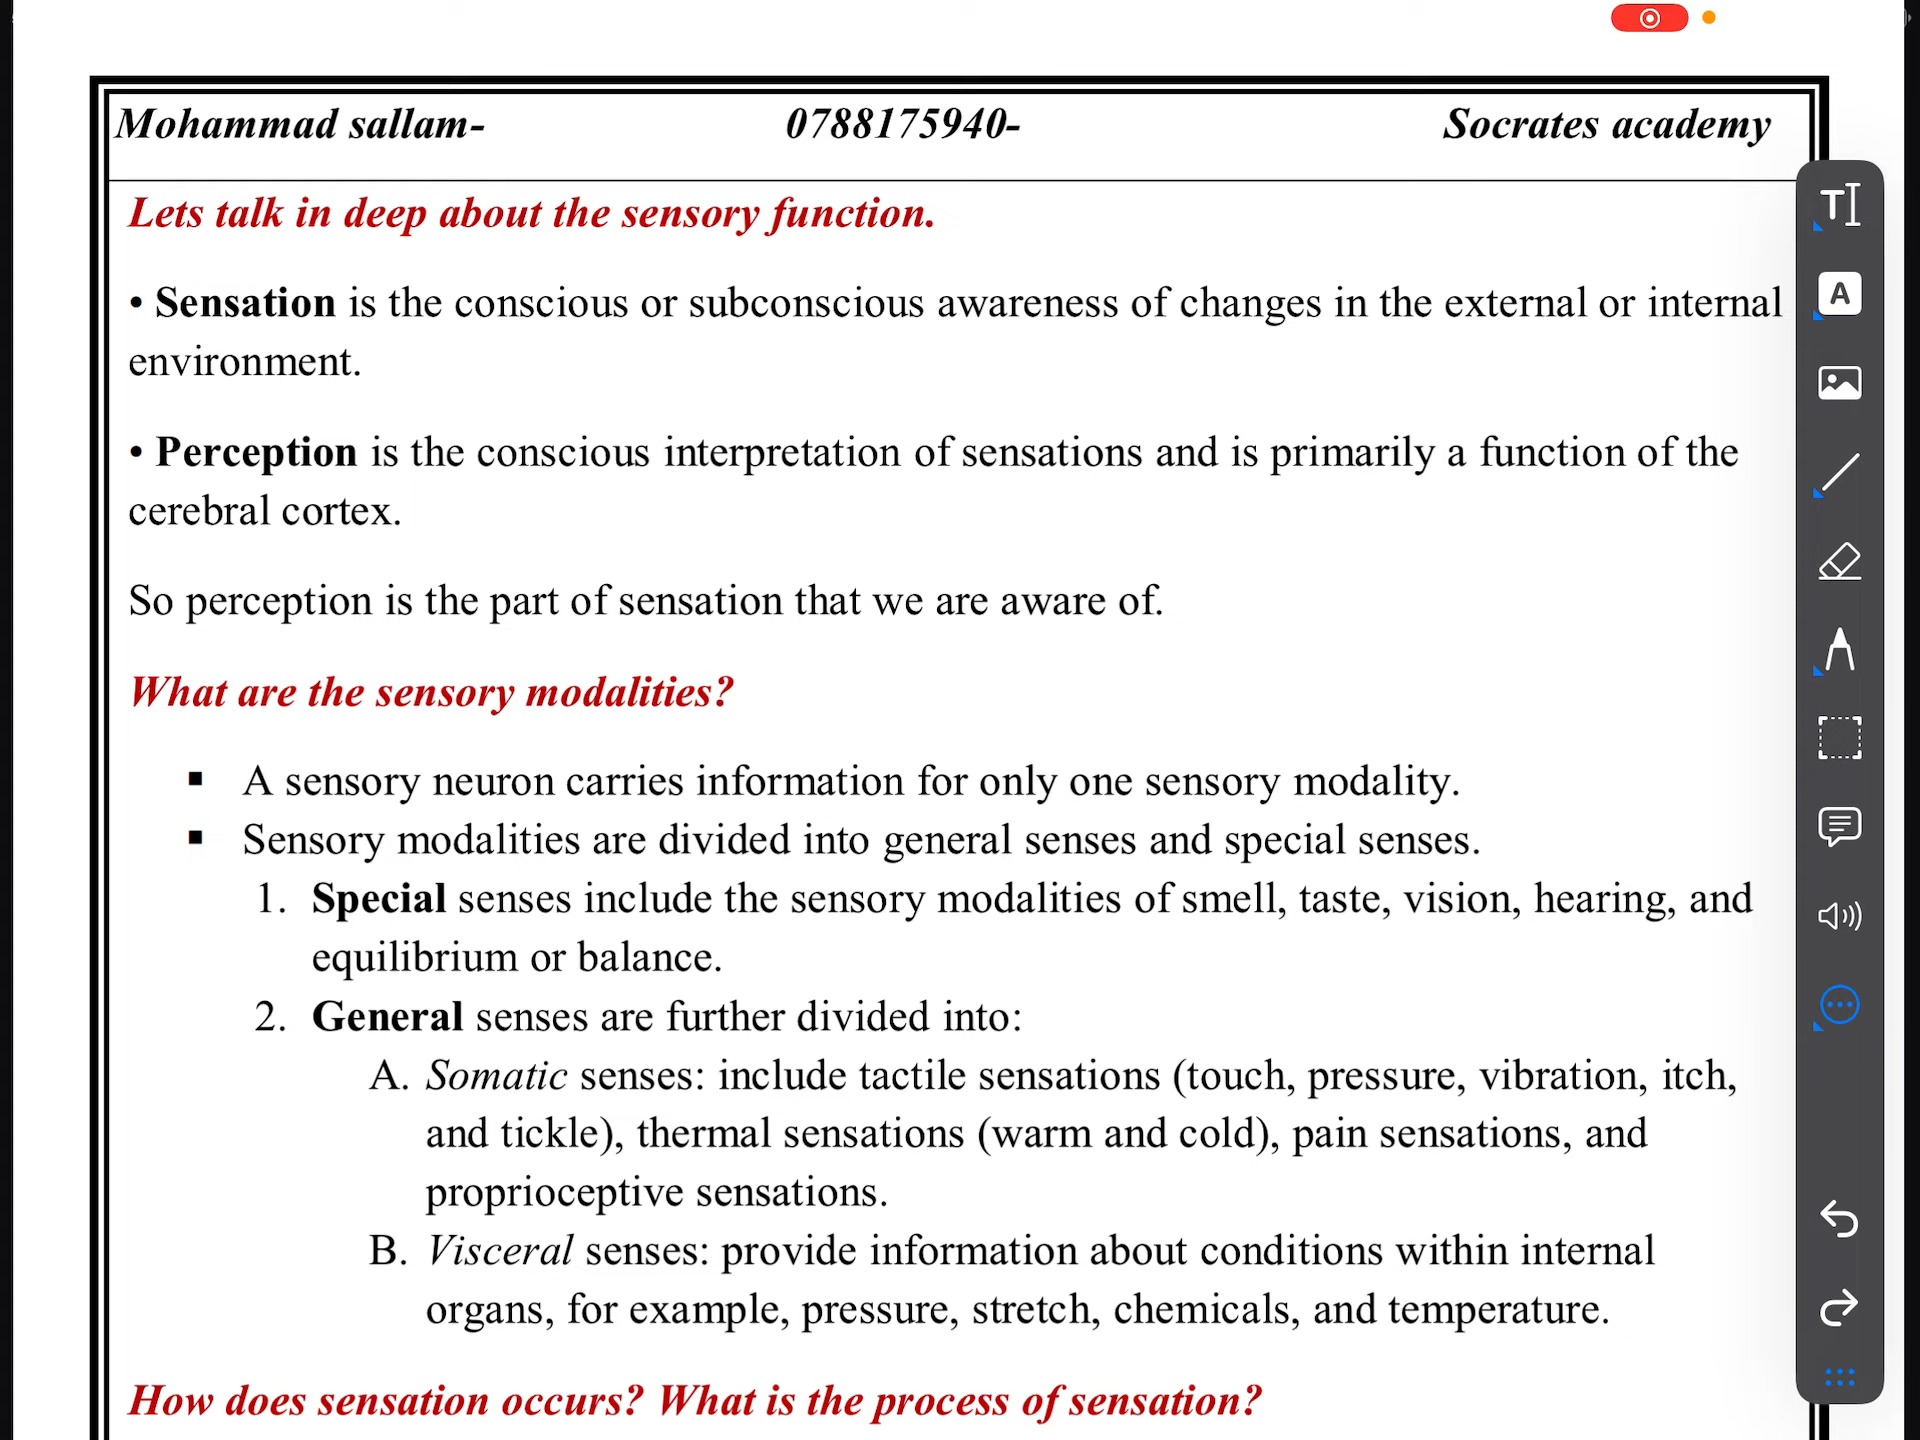 Mohammad sallam- 0788175940- Socrates academy
Lets talk in deep about the sensory function.
• Sensation is the conscious or subconscious awareness of changes in the external or internal
environment.
• Perception is the conscious interpretation of sensations and is primarily a function of the
cerebral cortex.
So perception is the part of sensation that we are aware of.
What are the sensory modalities?
▪ A sensory neuron carries information for only one sensory modality.
▪ Sensory modalities are divided into general senses and special senses.
1. Special senses include the sensory modalities of smell, taste, vision, hearing, and
equilibrium or balance.
2. General senses are further divided into:
A. Somatic senses: include tactile sensations (touch, pressure, vibration, itch,
and tickle), thermal sensations (warm and cold), pain sensations, and
proprioceptive sensations.
B. Visceral senses: provide information about conditions within internal
organs, for example, pressure, stretch, chemicals, and temperature.
How does sensation occurs? What is the process of sensation?